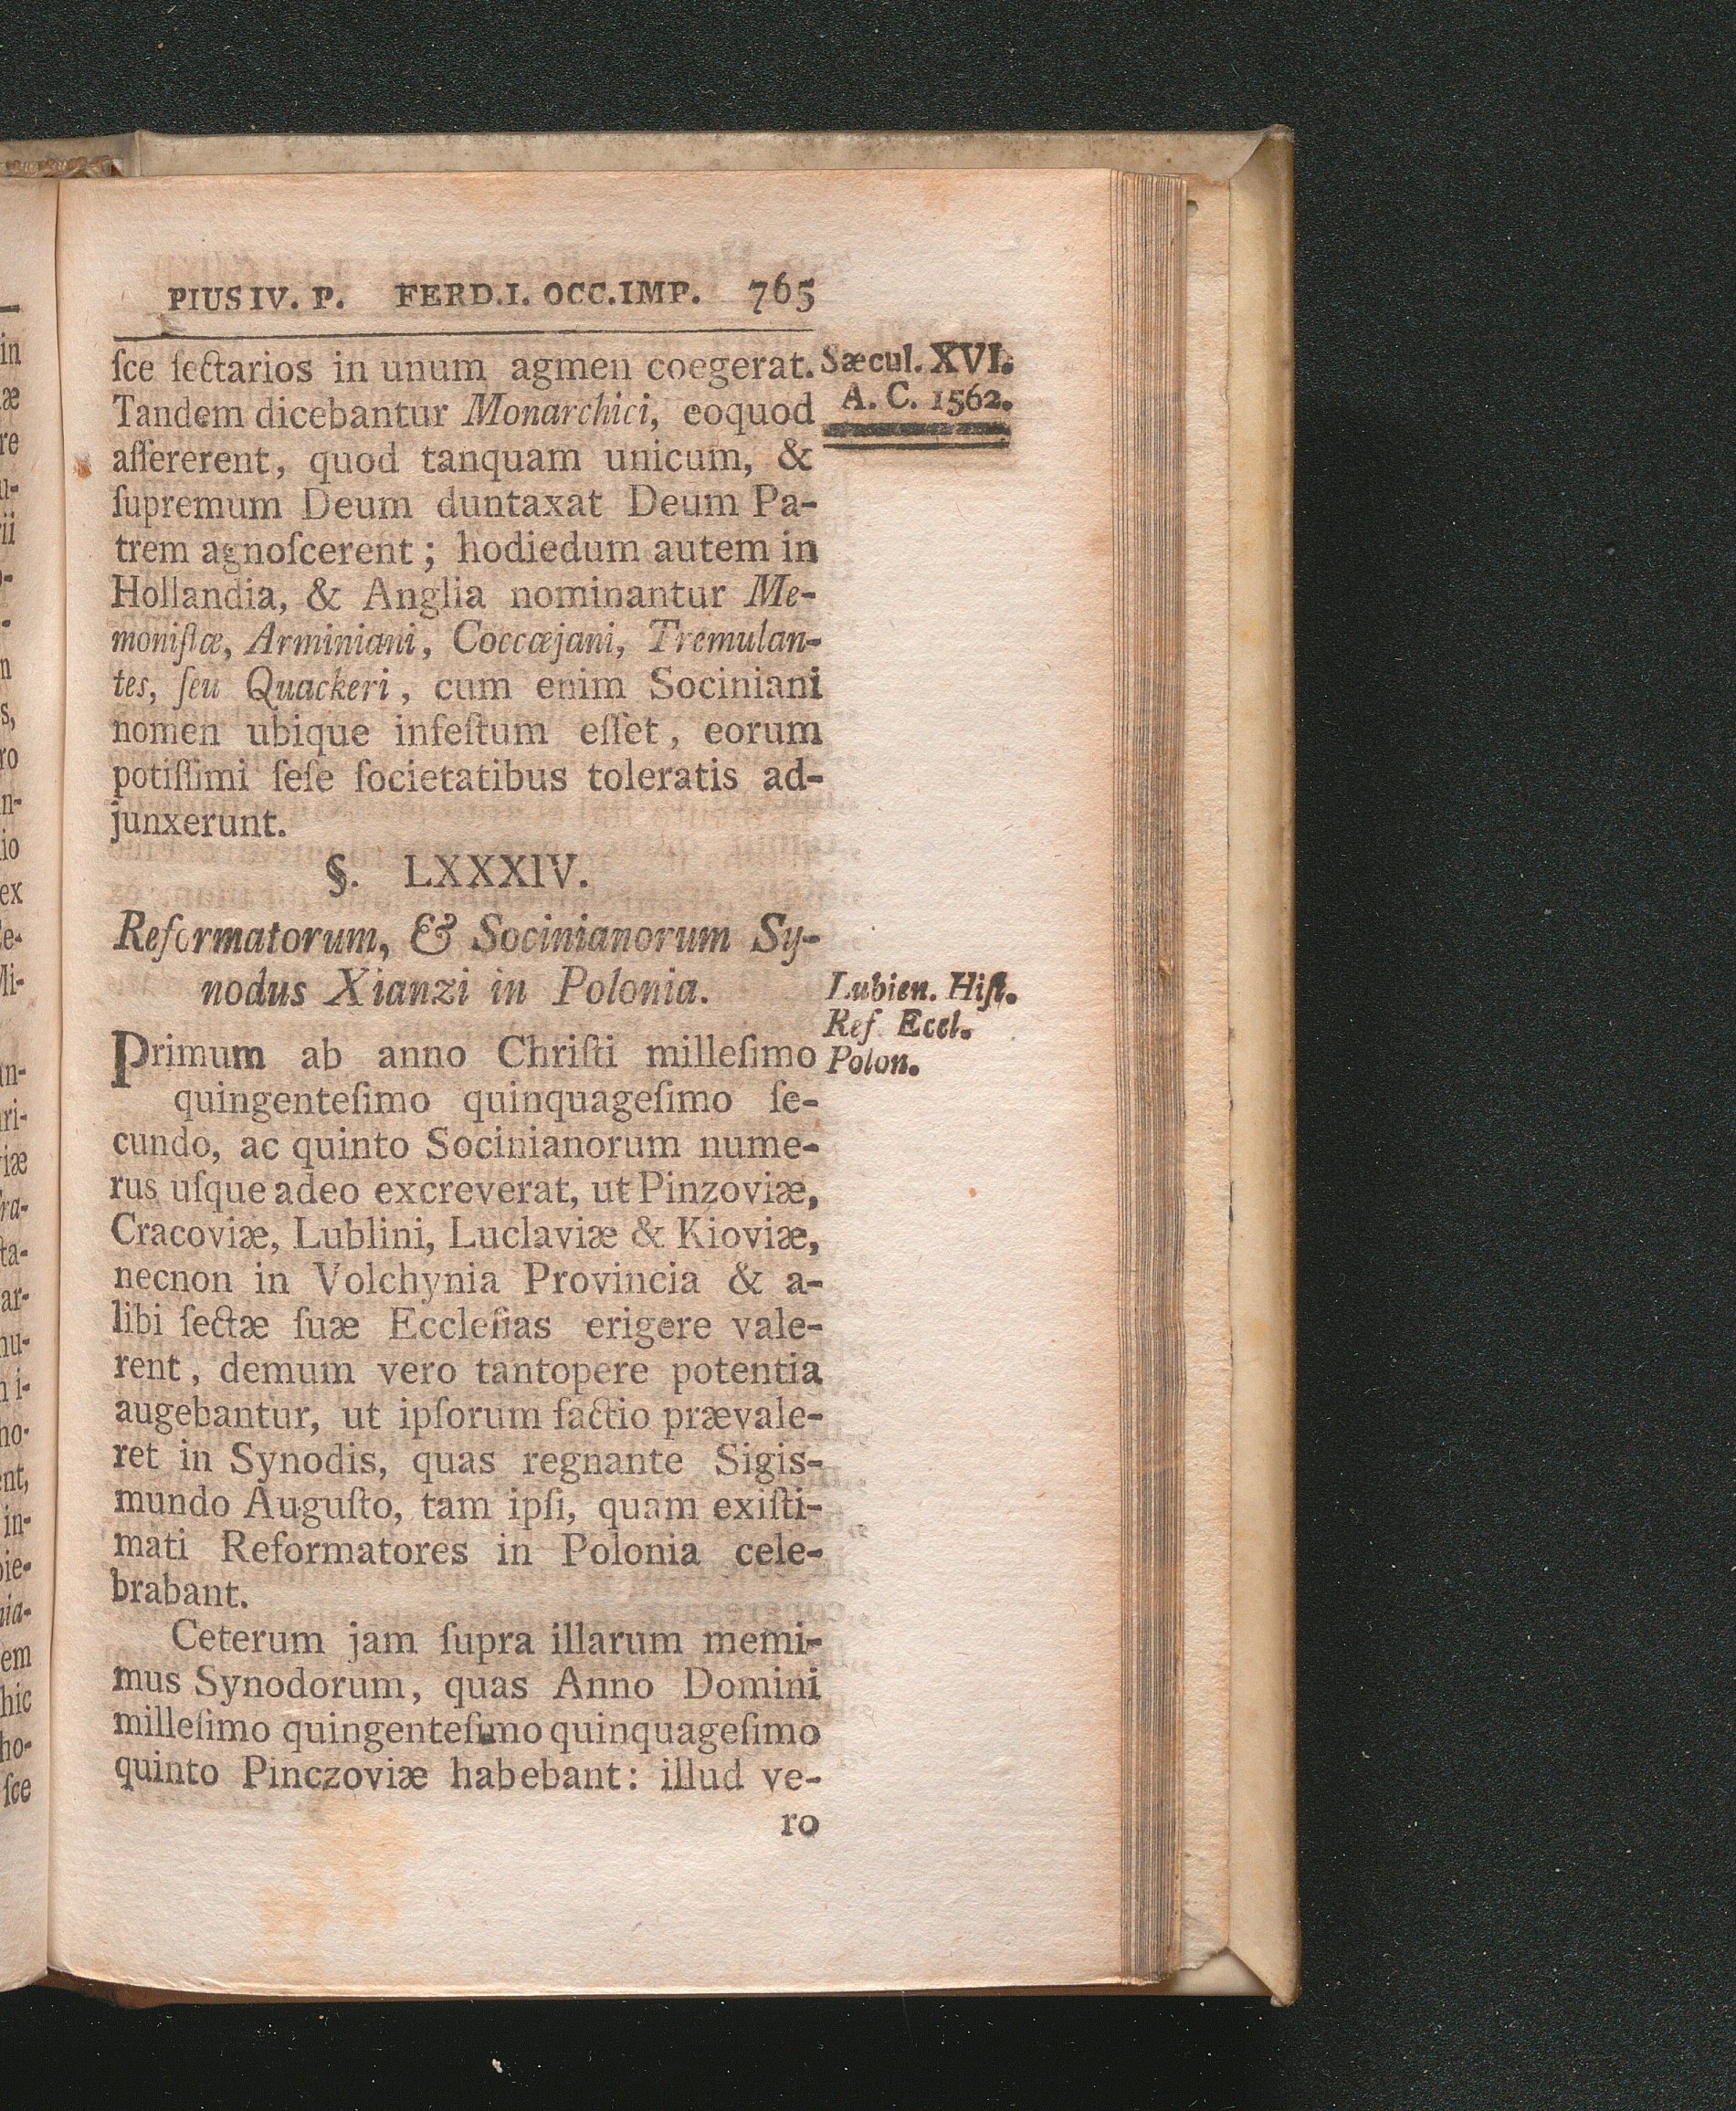 PIUS IV. P. FERD. I. OCC. IMP. 765
ſce ſectarios in unum agmen coegerat.
Tandem dicebantur Monarchici, eoquod
aſſererent, quod tanquam unicum, &
ſupremum Deum duntaxat Deum Pa-
trem agnoſcerent; hodiedum autem in
Hollandia, & Anglia nominantur Me-
moniſtæ, Arminiani, Coccæjani, Tremulan-
tes, ſeu Quackeri, cum enim Sociniani
nomen ubique infeſtum eſſet, eorum
potiſſimi ſeſe ſocietatibus toleratis ad-
junxerunt.
Sæcul. XVI.
A. C. 1562.
§. LXXXIV.
Reformatorum, & Socinianorum Sy-
nodus Xianzi in Polonia.
Lubien. Hiſt.
Ref. Eccl.
Polon.
Primum ab anno Chriſti milleſimo
quingenteſimo quinquageſimo ſe-
cundo, ac quinto Socinianorum nume-
rus uſque adeo excreverat, ut Pinzoviæ,
Cracoviæ, Lublini, Luclaviæ & Kioviæ,
necnon in Volchynia Provincia & a-
libi ſectæ ſuæ Eccleſias erigere vale-
rent, demum vero tantopere potentia
augebantur, ut ipſorum factio prævale-
ret in Synodis, quas regnante Sigis-
mundo Auguſto, tam ipſi, quam exiſti-
mati Reformatores in Polonia cele-
brabant.
Ceterum jam ſupra illarum memi-
mus Synodorum, quas Anno Domini
milleſimo quingenteſimo quinquageſimo
quinto Pinczoviæ habebant: illud ve-
ro